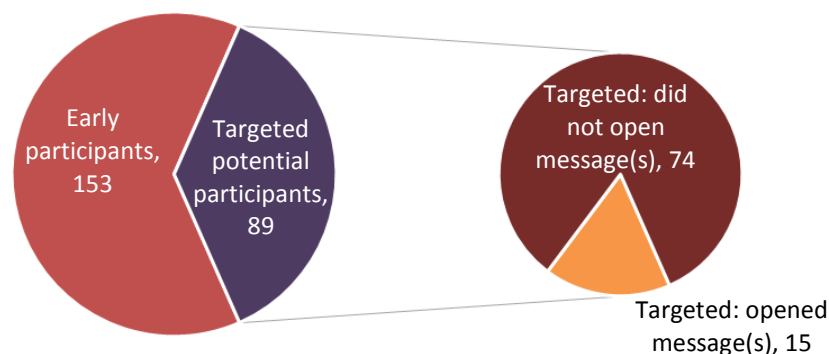 Early
participants,
153
Targeted
potential
participants,
89
Targeted: did
not open
message(s), 74
Targeted: opened
message(s), 15